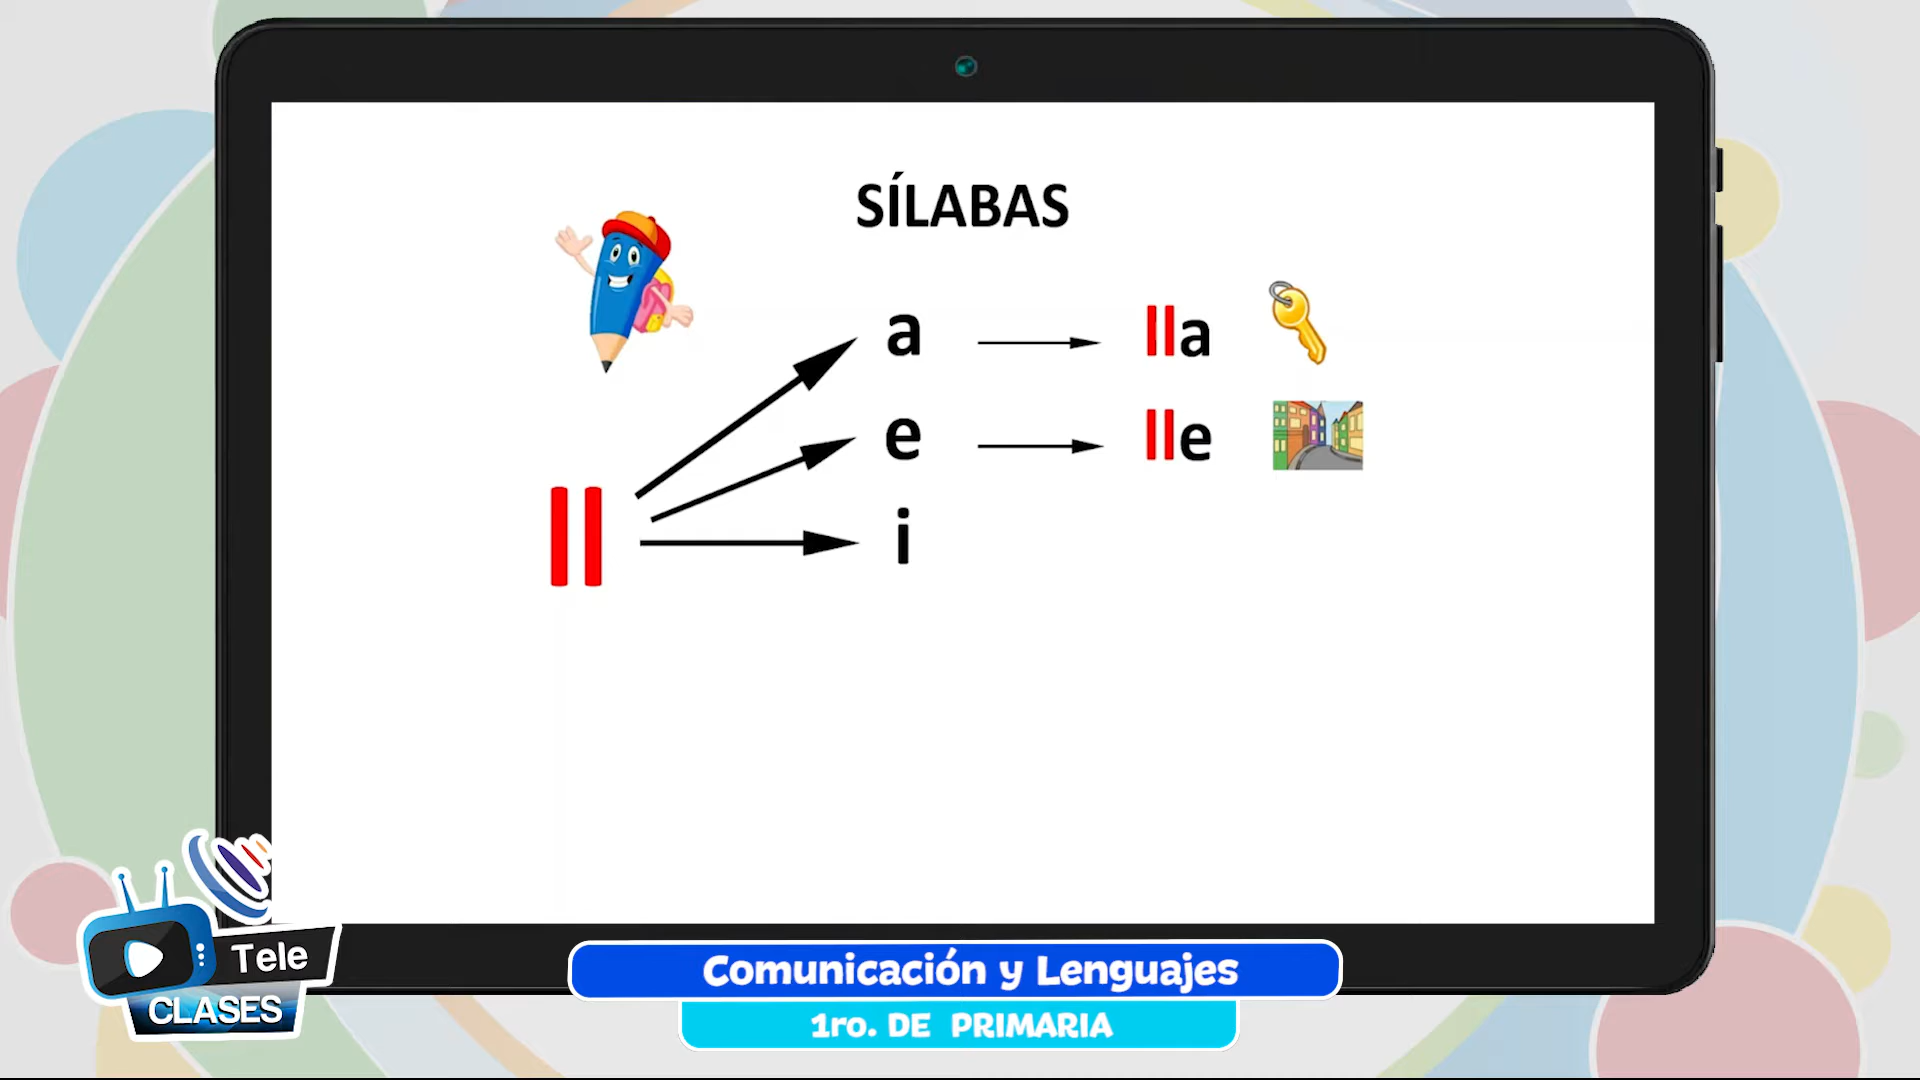 SÍLABAS
a lla
e lle
ll i
Tele
CLASES
Comunicación y Lenguajes
1ro. DE PRIMARIA